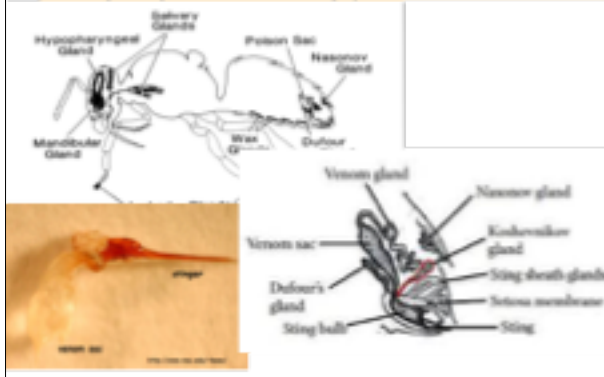 Salivary
Glands
Hypopharyngeal
Gland
Poison Sac
Nasonov
Gland
Mandibular
Gland
Wax
Dufour
Venom gland
Nasonov gland
Koshevnikov
gland
Venom sac
Sting sheath glands
Dufour's
gland
Setosa membrane
Sting bulb
Sting
stinger
venom sac